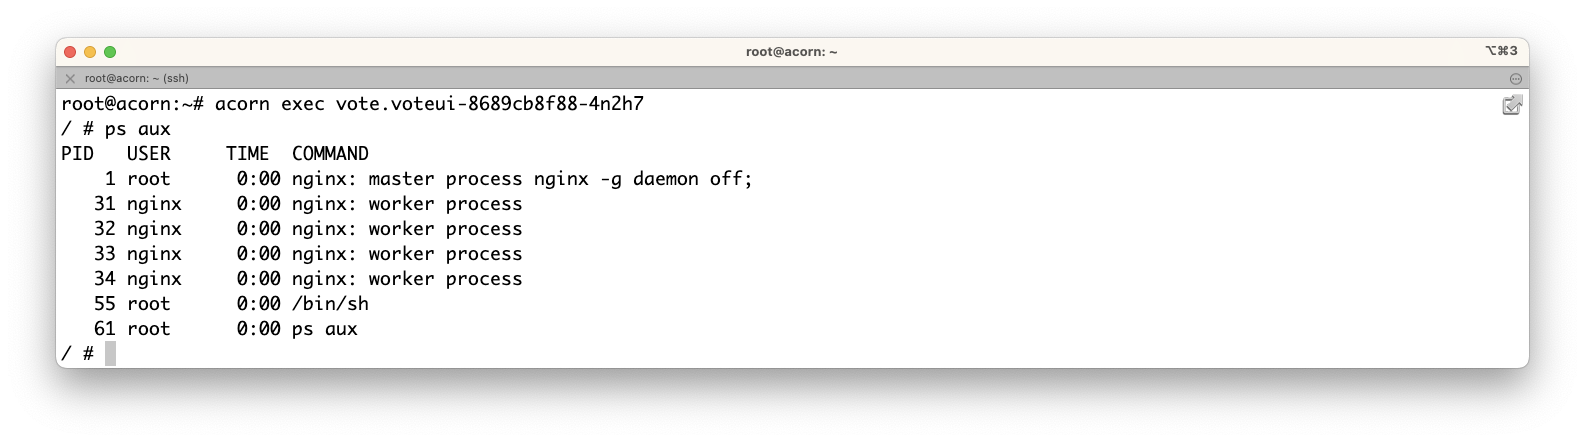 root@acorn: ~
⌥⌘3
root@acorn: ~ (ssh)
root@acorn:~# acorn exec vote.voteui-8689cb8f88-4n2h7
/ # ps aux
PID   USER     TIME  COMMAND
    1 root      0:00 nginx: master process nginx -g daemon off;
   31 nginx     0:00 nginx: worker process
   32 nginx     0:00 nginx: worker process
   33 nginx     0:00 nginx: worker process
   34 nginx     0:00 nginx: worker process
   55 root      0:00 /bin/sh
   61 root      0:00 ps aux
/ #